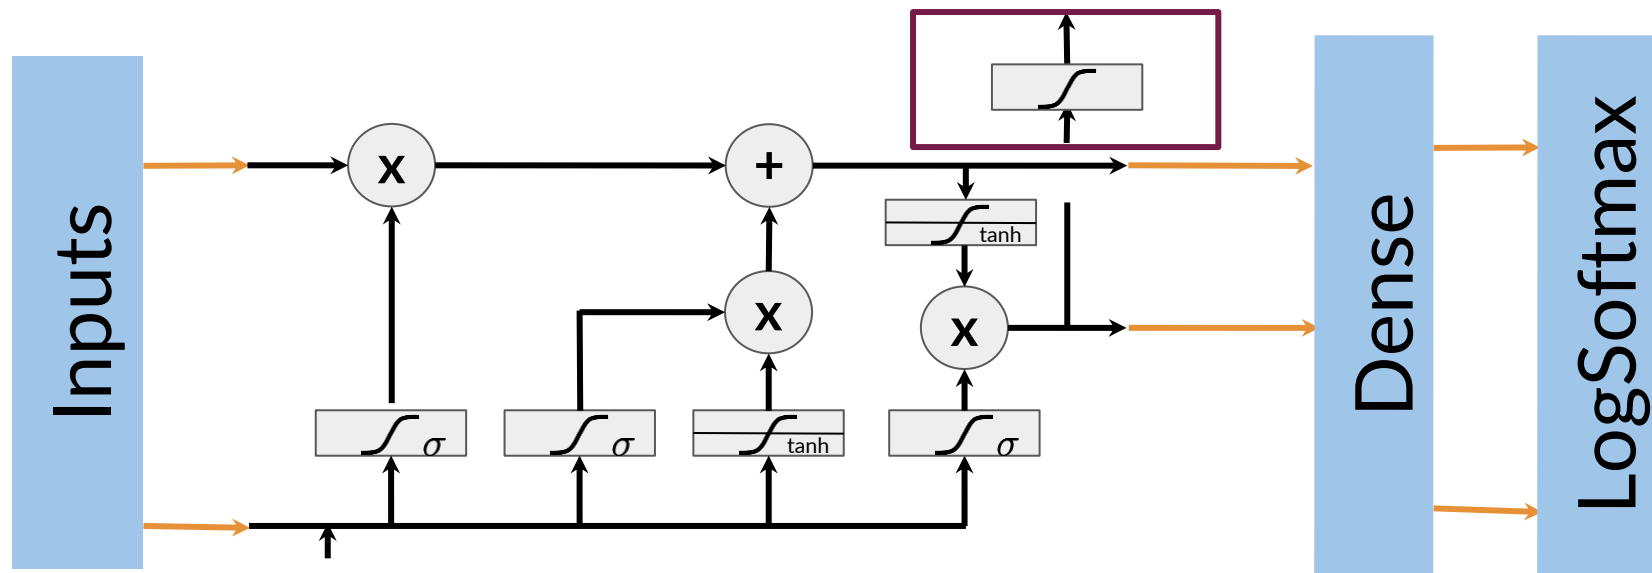 Inputs
x
+
x
tanh
x
σ
σ
tanh
σ
Dense
LogSoftmax